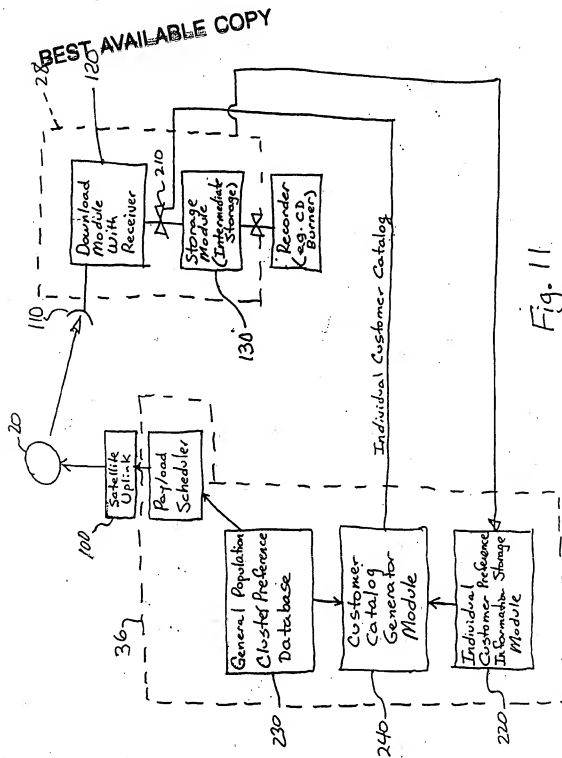 BEST AVAILABLE COPY
28
120
Download
Module
With
Receiver
110
210
Storage
Module
(Intermediate
Storage)
130
Recorder
(e.g. CD
Burner)
20
Satellite
Uplink
100
Payload
Scheduler
36
General Population
Cluster Preference
Database
230
Customer
Catalog
Generator
Module
240
Individual
Customer Preference
Information Storage
Module
220
Individual Customer Catalog
Fig. 11